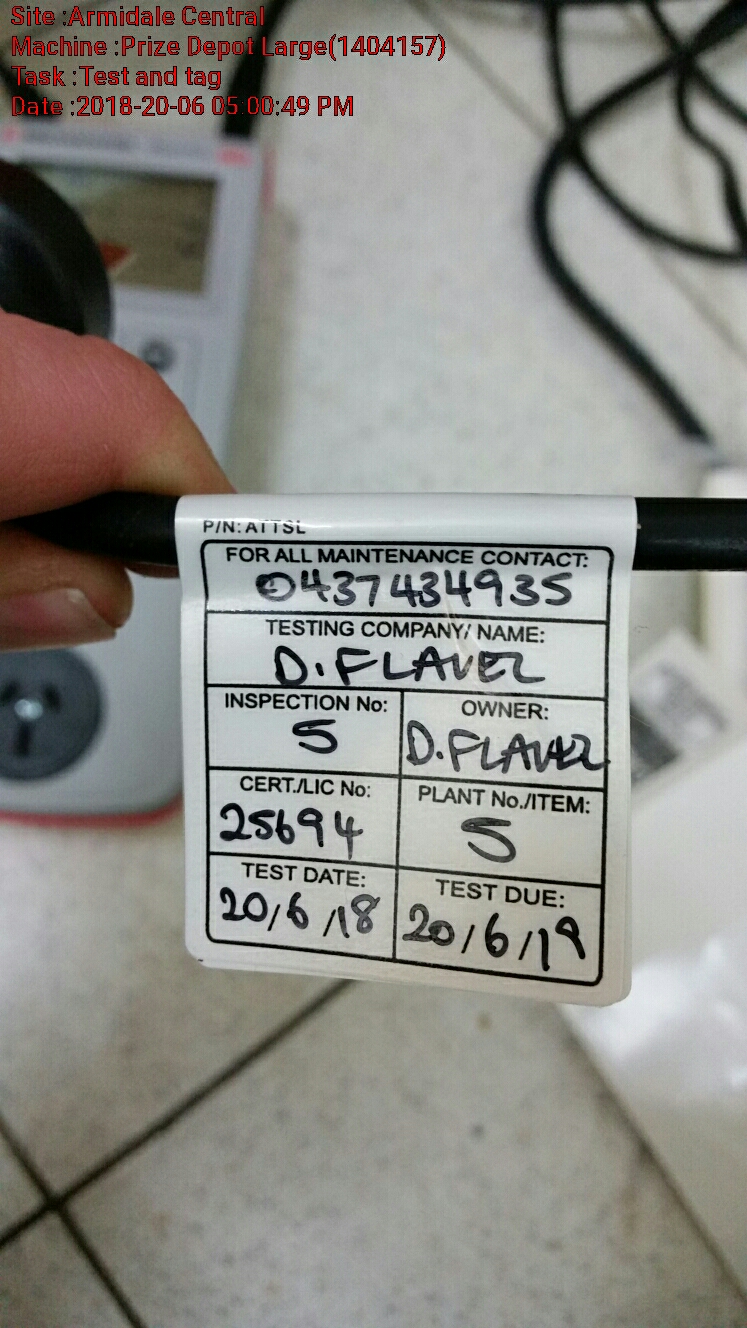 Site :Armidale Central
Machine :Prize Depot Large(1404157)
Task :Test and tag
Date :2018-20-06 05:00:49 PM
P/N: ATTSL
FOR ALL MAINTENANCE CONTACT:
0437434935
TESTING COMPANY/ NAME:
D. FLAVEL
INSPECTION No:
5
OWNER:
D. FLAVEL
CERT./LIC No:
25694
PLANT No./ITEM:
5
TEST DATE:
20/6/18
TEST DUE:
20/6/19